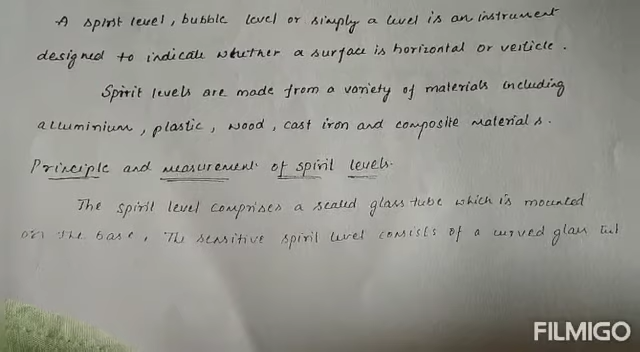 A spirit level, bubble level or simply a level is an instrument
designed to indicate whether a surface is horizontal or verticle.
Spirit levels are made from a variety of materials including
alluminium, plastic, wood, cast iron and composite materials.
Principle and measurement of spirit levels.
The spirit level comprises a sealed glass tube which is mounted
on the base, The sensitive spirit level consists of a curved glass
FILMIGO